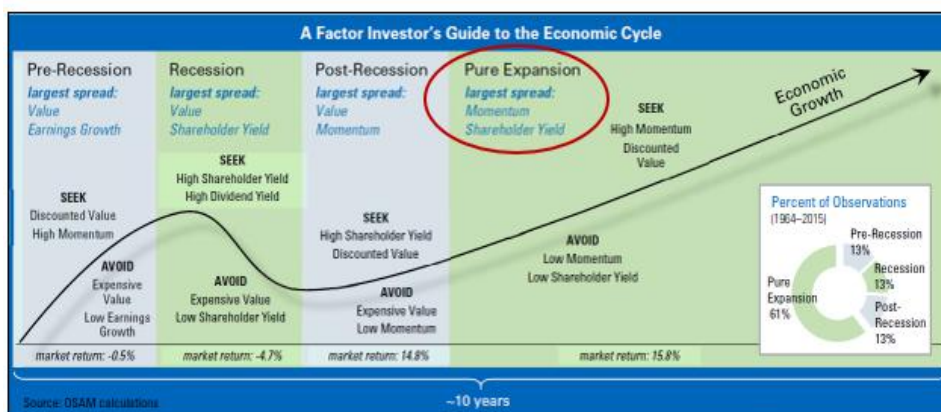 A Factor Investor's Guide to the Economic Cycle
Pre-Recession
largest spread:
Value
Earnings Growth
SEEK
Discounted Value
High Momentum
AVOID
Expensive
Value
Low Earnings
Growth
market return: -0.5%
Recession
largest spread:
Value
Shareholder Yield
SEEK
High Shareholder Yield
High Dividend Yield
AVOID
Expensive Value
Low Shareholder Yield
market return: -4.7%
Post-Recession
largest spread:
Value
Momentum
SEEK
High Shareholder Yield
Discounted Value
AVOID
Expensive Value
Low Momentum
market return: 14.8%
Pure Expansion
largest spread:
Momentum
Shareholder Yield
SEEK
High Momentum
Discounted
Value
AVOID
Low Momentum
Low Shareholder Yield
market return: 15.8%
Economic
Growth
Percent of Observations
(1964–2015)
Pre-Recession
13%
Recession
13%
Post-
Recession
13%
Pure
Expansion
61%
Source: OSAM calculations
~10 years